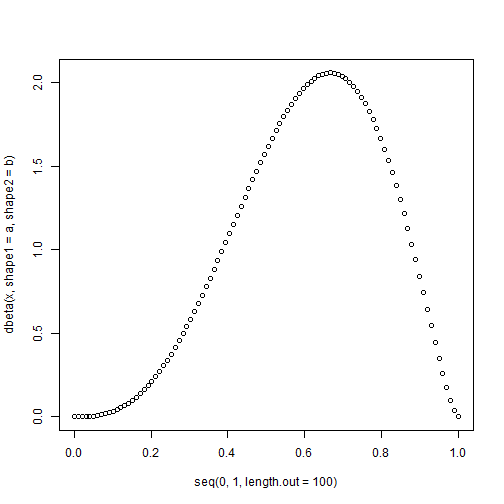 2.0
1.5
1.0
0.5
0.0
dbeta(x, shape1 = a, shape2 = b)
0.0 0.2 0.4 0.6 0.8 1.0
seq(0, 1, length.out = 100)